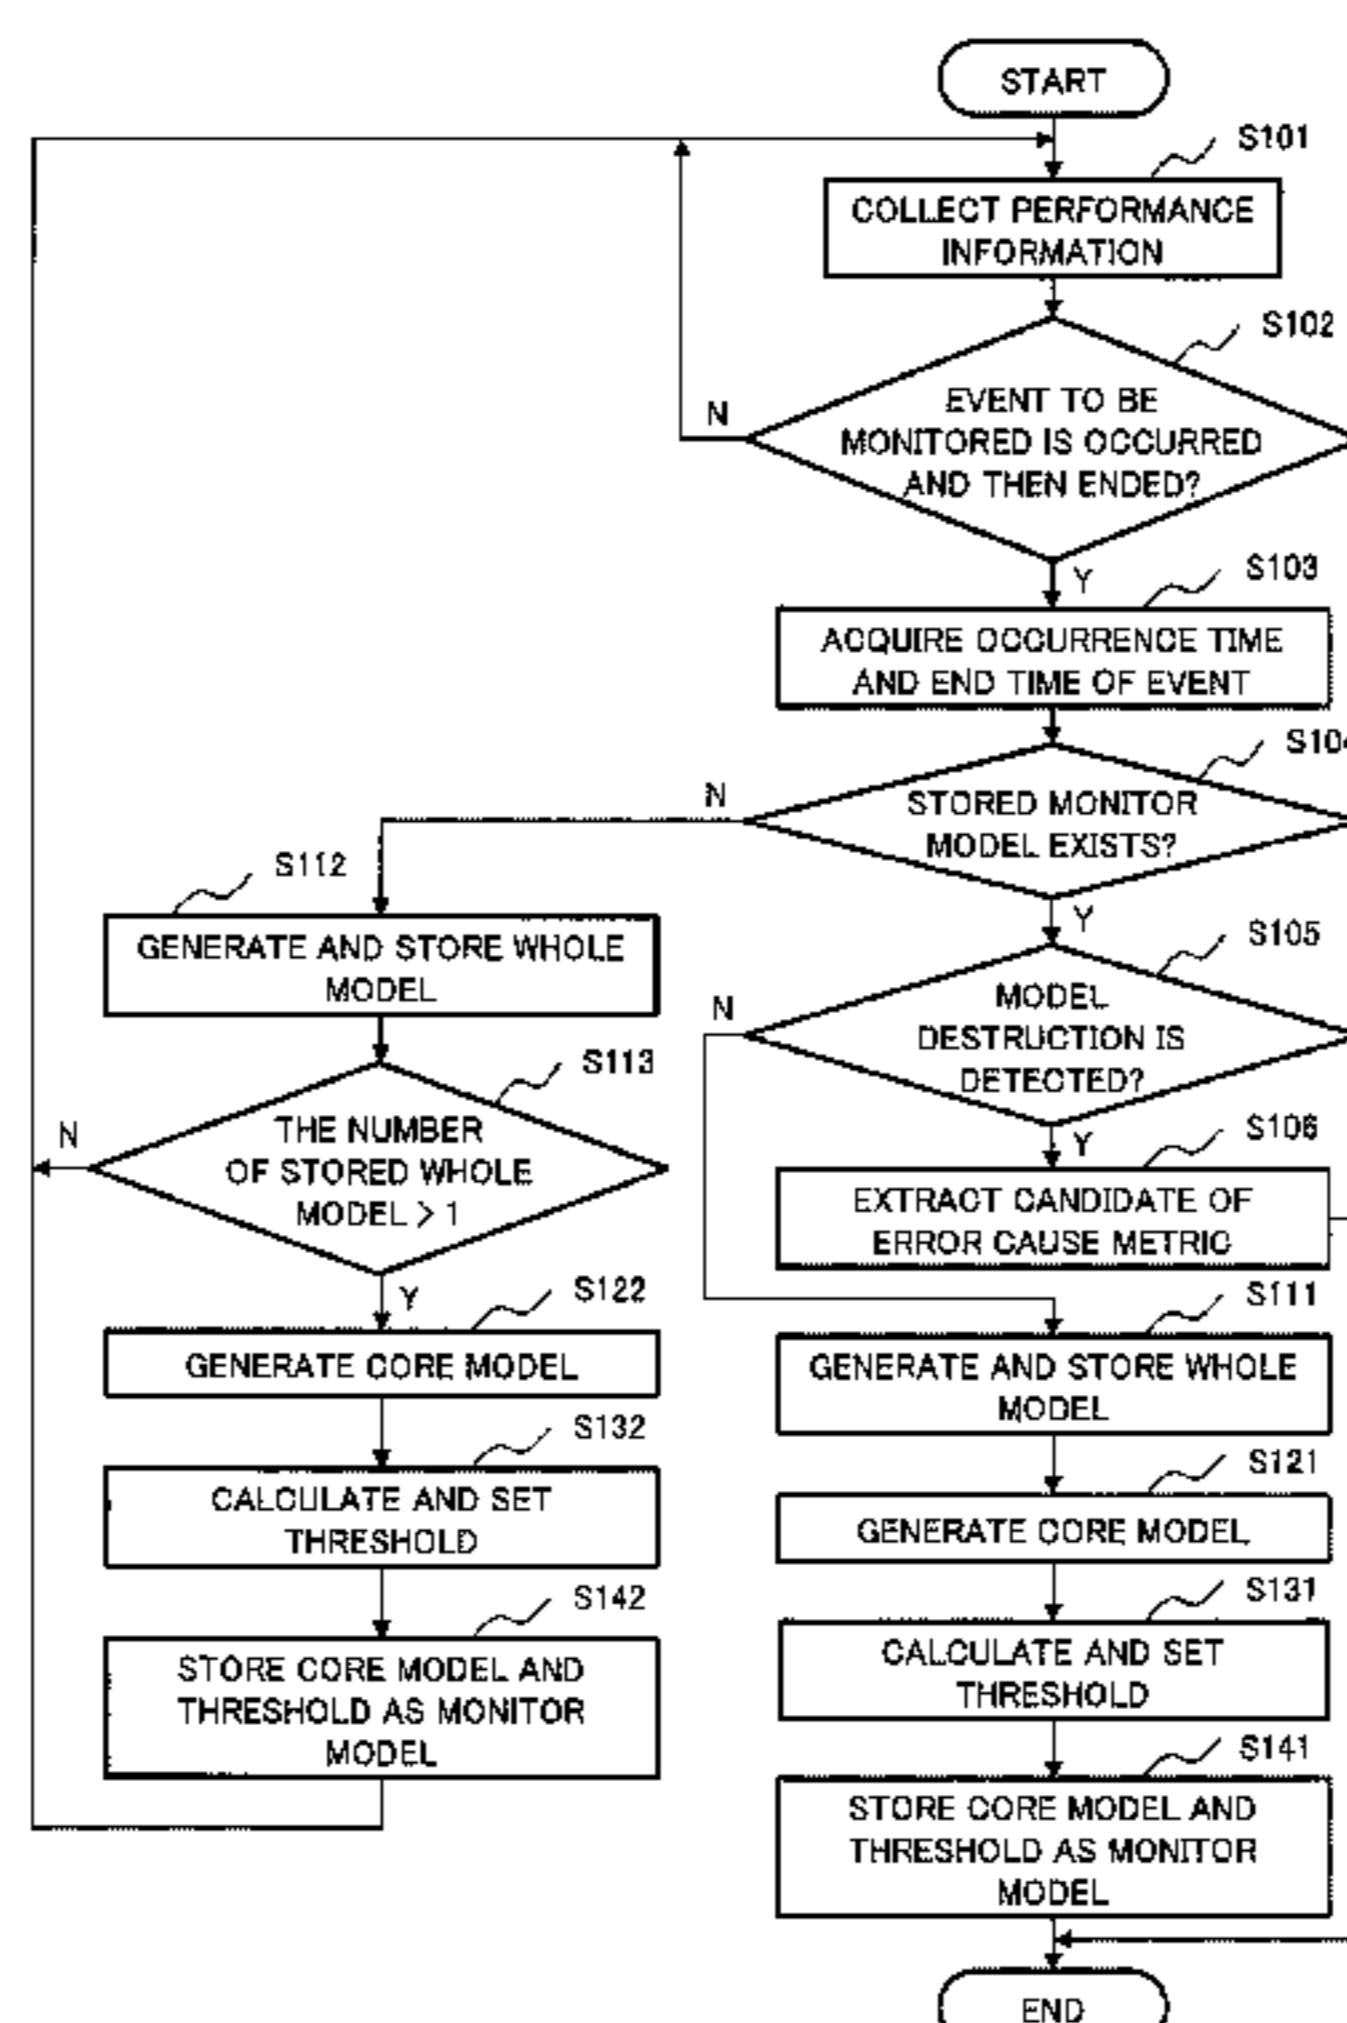 START
S101
COLLECT PERFORMANCE
INFORMATION
S102
EVENT TO BE
MONITORED IS OCCURRED
AND THEN ENDED?
N
Y
S103
ACQUIRE OCCURRENCE TIME
AND END TIME OF EVENT
S104
STORED MONITOR
MODEL EXISTS?
N
Y
S112
GENERATE AND STORE WHOLE
MODEL
S113
THE NUMBER
OF STORED WHOLE
MODEL > 1
N
Y
S122
GENERATE CORE MODEL
S132
CALCULATE AND SET
THRESHOLD
S142
STORE CORE MODEL AND
THRESHOLD AS MONITOR
MODEL
S105
MODEL
DESTRUCTION IS
DETECTED?
N
Y
S106
EXTRACT CANDIDATE OF
ERROR CAUSE METRIC
S111
GENERATE AND STORE WHOLE
MODEL
S121
GENERATE CORE MODEL
S131
CALCULATE AND SET
THRESHOLD
S141
STORE CORE MODEL AND
THRESHOLD AS MONITOR
MODEL
END